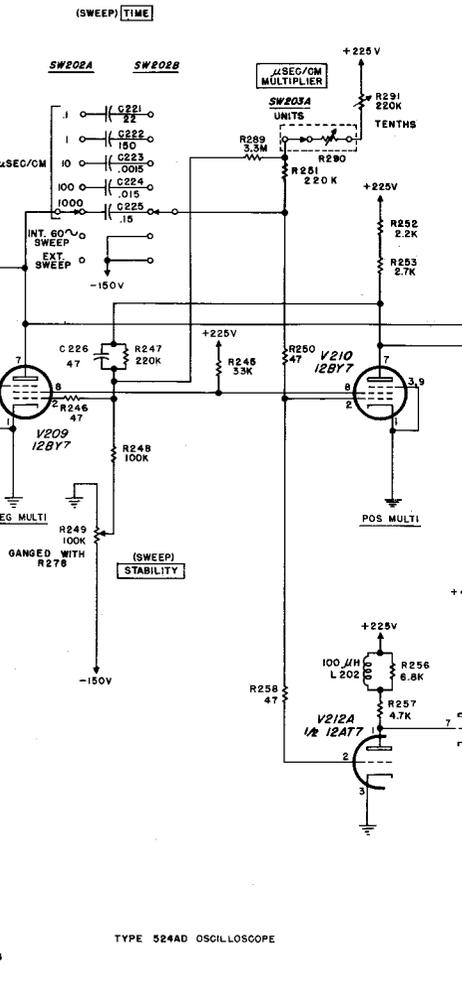 (SWEEP) TIME
+225V
SW202A
SW202B
µSEC/CM
MULTIPLIER
R291
220K
SW203A
UNITS
TENTHS
.1
C221
22
1
C222
150
R289
3.3M
R290
µSEC/CM
10
C223
.0015
R251
220K
100
C224
.015
+225V
1000
C225
.15
R252
2.2K
INT. 60~
SWEEP
EXT.
SWEEP
R253
2.7K
-150V
+225V
C226
47
R247
220K
R245
33K
R250
47
V210
12BY7
7
7
8
8
3,9
2
2
R246
47
1
1
V209
12BY7
R248
100K
EG MULTI
R249
100K
GANGED WITH
R278
(SWEEP)
STABILITY
POS MULTI
+225V
-150V
100 µH
L202
R256
6.8K
R258
47
R257
4.7K
V212A
1/2 12AT7
1
7
2
3
TYPE 524AD OSCILLOSCOPE